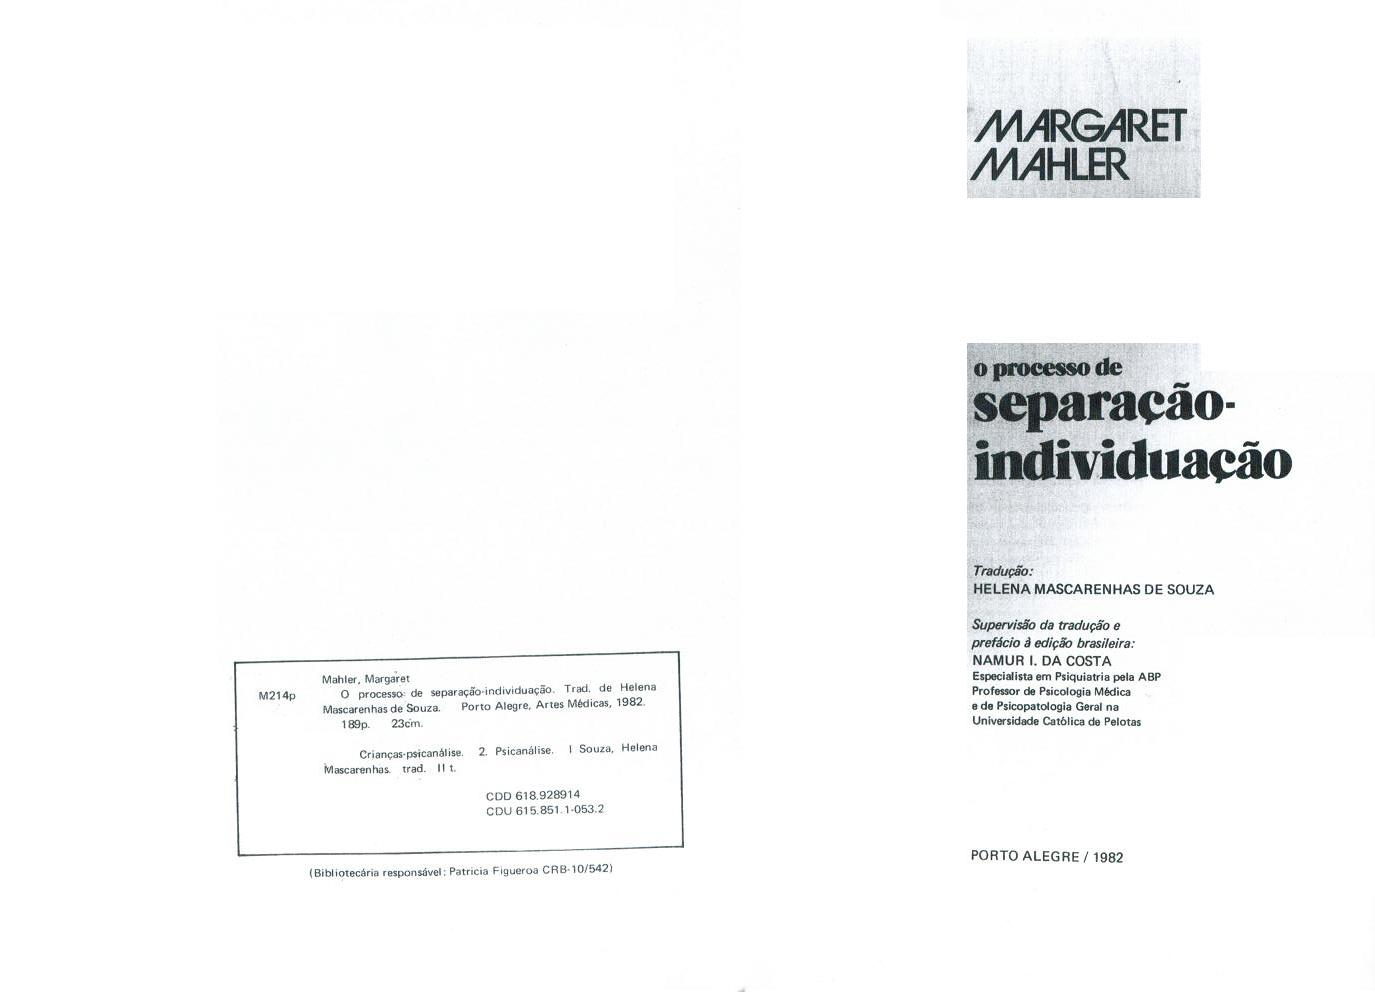 M214p
Mahler, Margaret
O processo de separação-individuação. Trad. de Helena
Mascarenhas de Souza. Porto Alegre, Artes Médicas, 1982.
189p. 23cm.
Crianças-psicanálise. 2. Psicanálise. I Souza, Helena
Mascarenhas. trad. II t.
CDD 618.928914
CDU 615.851.1-053.2
(Bibliotecária responsável: Patricia Figueroa CRB-10/542)
MARGARET
MAHLER
o processo de
separação-
individuação
Tradução:
HELENA MASCARENHAS DE SOUZA
Supervisão da tradução e
prefácio à edição brasileira:
NAMUR I. DA COSTA
Especialista em Psiquiatria pela ABP
Professor de Psicologia Médica
e de Psicopatologia Geral na
Universidade Católica de Pelotas
PORTO ALEGRE / 1982